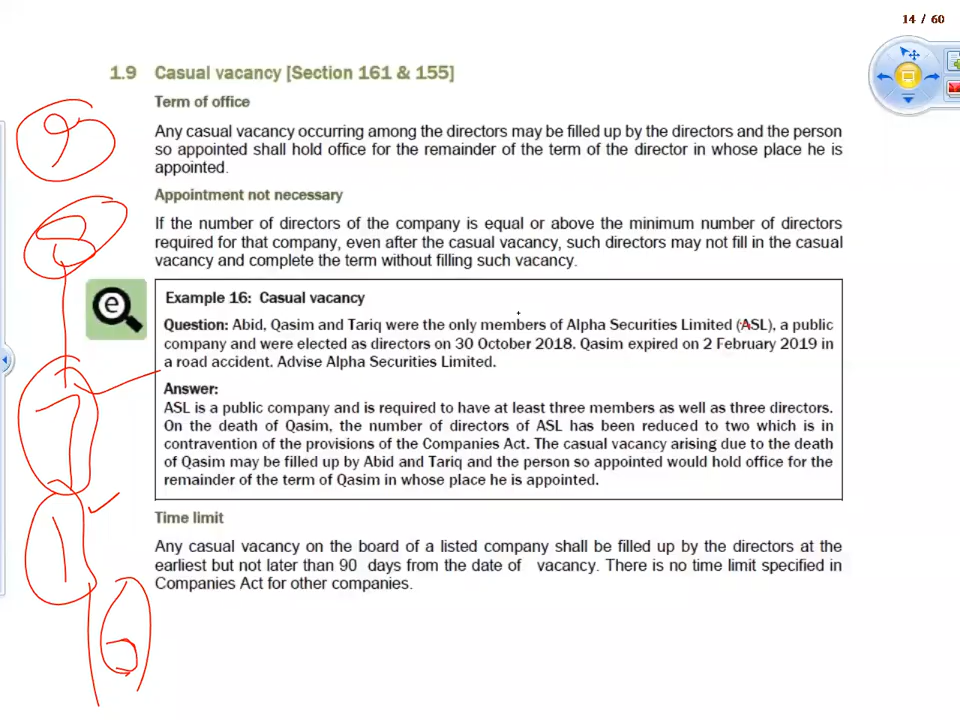 14 / 60
1.9 Casual vacancy [Section 161 & 155]
Term of office
Any casual vacancy occurring among the directors may be filled up by the directors and the person
so appointed shall hold office for the remainder of the term of the director in whose place he is
appointed.
Appointment not necessary
If the number of directors of the company is equal or above the minimum number of directors
required for that company, even after the casual vacancy, such directors may not fill in the casual
vacancy and complete the term without filling such vacancy.
e
Example 16: Casual vacancy
Question: Abid, Qasim and Tariq were the only members of Alpha Securities Limited (ASL), a public
company and were elected as directors on 30 October 2018. Qasim expired on 2 February 2019 in
a road accident. Advise Alpha Securities Limited.
Answer:
ASL is a public company and is required to have at least three members as well as three directors.
On the death of Qasim, the number of directors of ASL has been reduced to two which is in
contravention of the provisions of the Companies Act. The casual vacancy arising due to the death
of Qasim may be filled up by Abid and Tariq and the person so appointed would hold office for the
remainder of the term of Qasim in whose place he is appointed.
Time limit
Any casual vacancy on the board of a listed company shall be filled up by the directors at the
earliest but not later than 90 days from the date of vacancy. There is no time limit specified in
Companies Act for other companies.
9
7
1